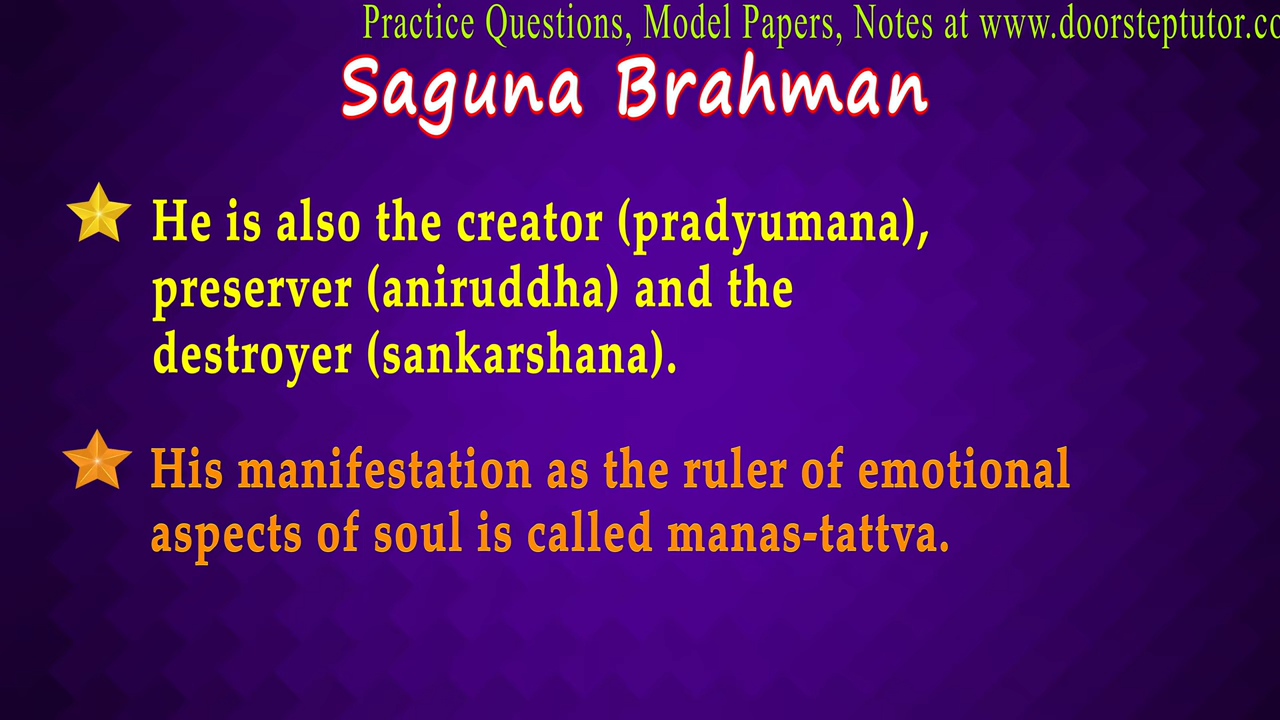 Practice Questions, Model Papers, Notes at www.doorsteptutor.co
Saguna Brahman
He is also the creator (pradyumana),
preserver (aniruddha) and the
destroyer (sankarshana).
His manifestation as the ruler of emotional
aspects of soul is called manas-tattva.